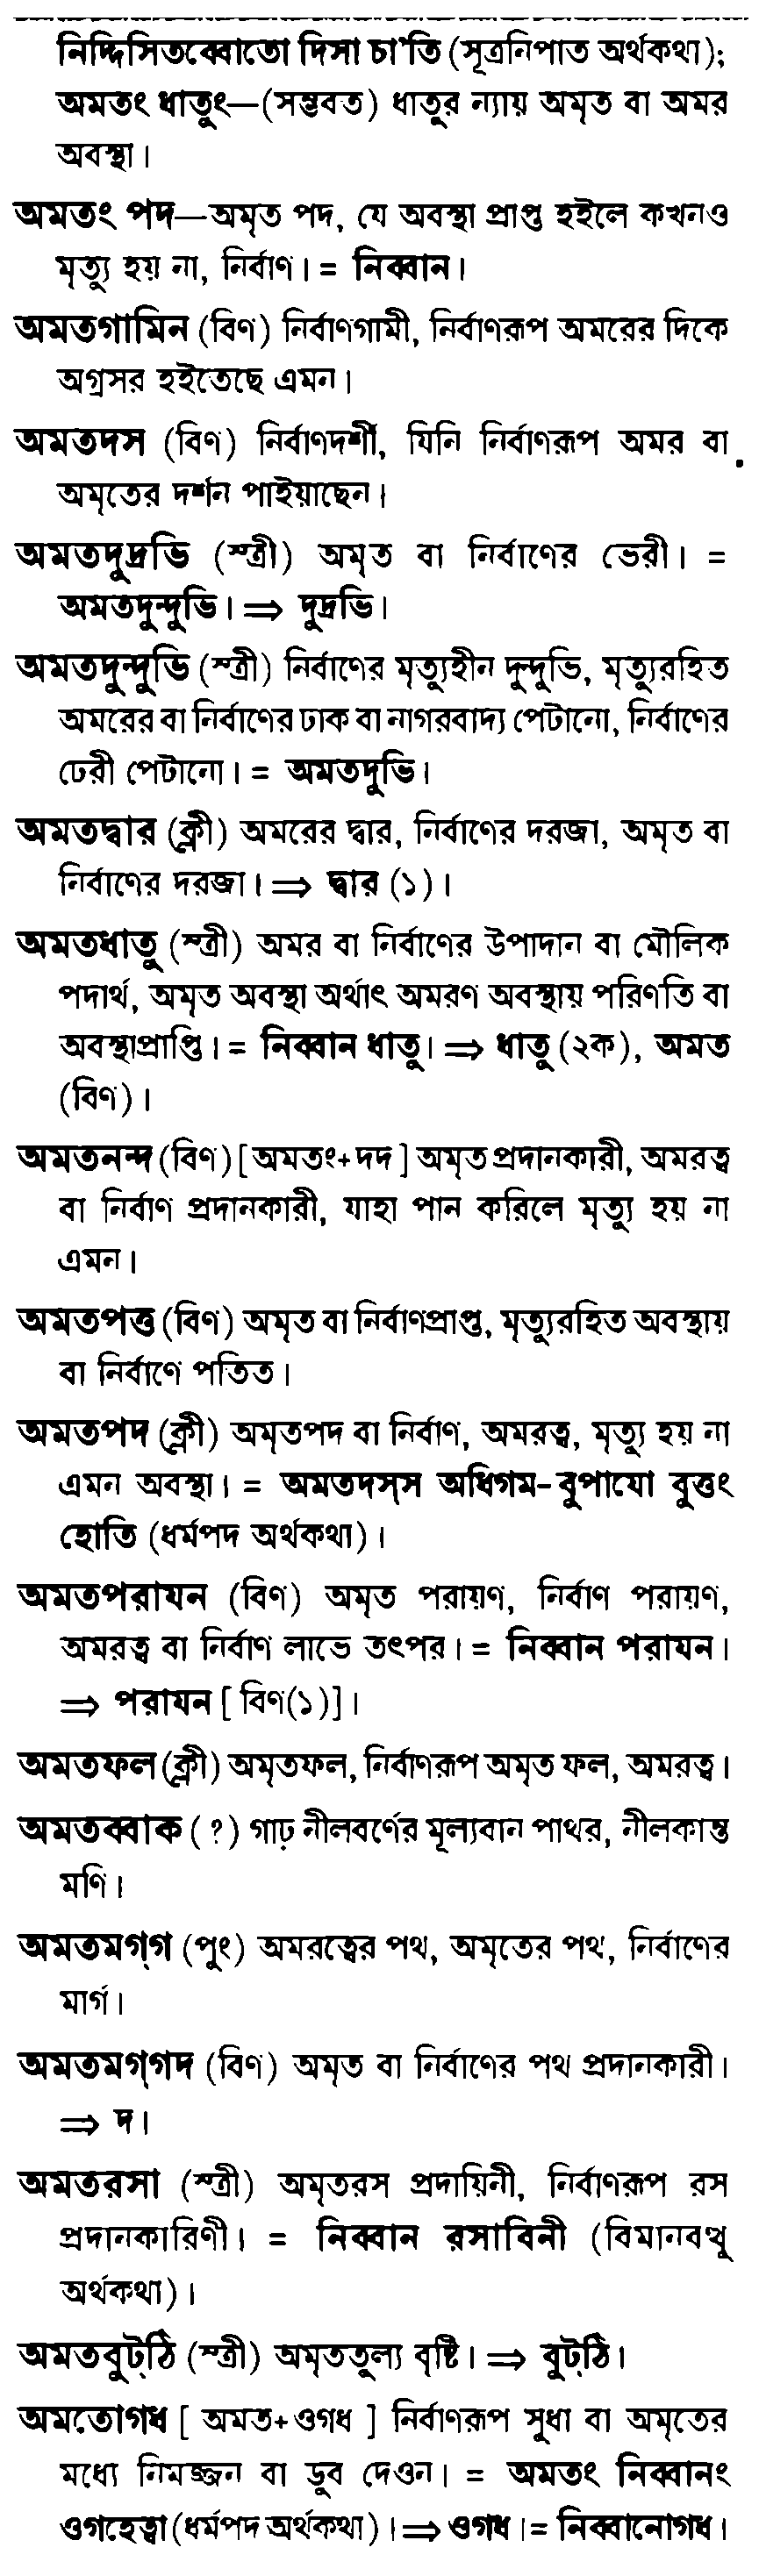 নিদ্দিসিতব্বোতো দিসা চা'তি (সূত্রনিপাত অর্থকথা);
অমতং ধাতুং—(সম্ভবত) ধাতুর ন্যায় অমৃত বা অমর
অবস্থা।
অমতং পদ—অমৃত পদ, যে অবস্থা প্রাপ্ত হইলে কখনও
মৃত্যু হয় না, নির্বাণ। = নিব্বান।
অমতগামিন (বিণ) নির্বাণগামী, নির্বাণরূপ অমরের দিকে
অগ্রসর হইতেছে এমন।
অমতদস (বিণ) নির্বাণদর্শী, যিনি নির্বাণরূপ অমর বা
অমৃতের দর্শন পাইয়াছেন।
অমতদুদ্রভি (স্ত্রী) অমৃত বা নির্বাণের ভেরী। =
অমতদুন্দুভি। ⇒ দুদ্রভি।
অমতদুন্দুভি (স্ত্রী) নির্বাণের মৃত্যুহীন দুন্দুভি, মৃত্যুরহিত
অমরের বা নির্বাণের ঢাক বা নাগরবাদ্য পেটানো, নির্বাণের
ঢেরী পেটানো। = অমতদুভি।
অমতদ্বার (ক্লী) অমরের দ্বার, নির্বাণের দরজা, অমৃত বা
নির্বাণের দরজা। ⇒ দ্বার (১)।
অমতধাতু (স্ত্রী) অমর বা নির্বাণের উপাদান বা মৌলিক
পদার্থ, অমৃত অবস্থা অর্থাৎ অমরণ অবস্থায় পরিণতি বা
অবস্থাপ্রাপ্তি। = নিব্বান ধাতু। ⇒ ধাতু (২ক), অমত
(বিণ)।
অমতনন্দ (বিণ) [অমতং+দদ] অমৃত প্রদানকারী, অমরত্ব
বা নির্বাণ প্রদানকারী, যাহা পান করিলে মৃত্যু হয় না
এমন।
অমতপত্ত (বিণ) অমৃত বা নির্বাণপ্রাপ্ত, মৃত্যুরহিত অবস্থায়
বা নির্বাণে পতিত।
অমতপদ (ক্লী) অমৃতপদ বা নির্বাণ, অমরত্ব, মৃত্যু হয় না
এমন অবস্থা। = অমতদস্স অধিগম-বুপাযো বুত্তং
হোতি (ধর্মপদ অর্থকথা)।
অমতপরাযন (বিণ) অমৃত পরায়ণ, নির্বাণ পরায়ণ,
অমরত্ব বা নির্বাণ লাভে তৎপর। = নিব্বান পরাযন।
⇒ পরাযন [বিণ(১)]।
অমতফল (ক্লী) অমৃতফল, নির্বাণরূপ অমৃত ফল, অমরত্ব।
অমতব্বাক (?) গাঢ় নীলবর্ণের মূল্যবান পাথর, নীলকান্ত
মণি।
অমতমগ্গ (পুং) অমরত্বের পথ, অমৃতের পথ, নির্বাণের
মার্গ।
অমতমগ্গদ (বিণ) অমৃত বা নির্বাণের পথ প্রদানকারী।
⇒ দ।
অমতরসা (স্ত্রী) অমৃতরস প্রদায়িনী, নির্বাণরূপ রস
প্রদানকারিণী। = নিব্বান রসাবিনী (বিমানবত্থু
অর্থকথা)।
অমতবুট্ঠি (স্ত্রী) অমৃততুল্য বৃষ্টি। ⇒ বুট্ঠি।
অমতোগধ [অমত+ওগধ] নির্বাণরূপ সুধা বা অমৃতের
মধ্যে নিমজ্জন বা ডুব দেওন। = অমতং নিব্বানং
ওগহেত্বা (ধর্মপদ অর্থকথা)। ⇒ ওগধ। = নিব্বানোগধ।